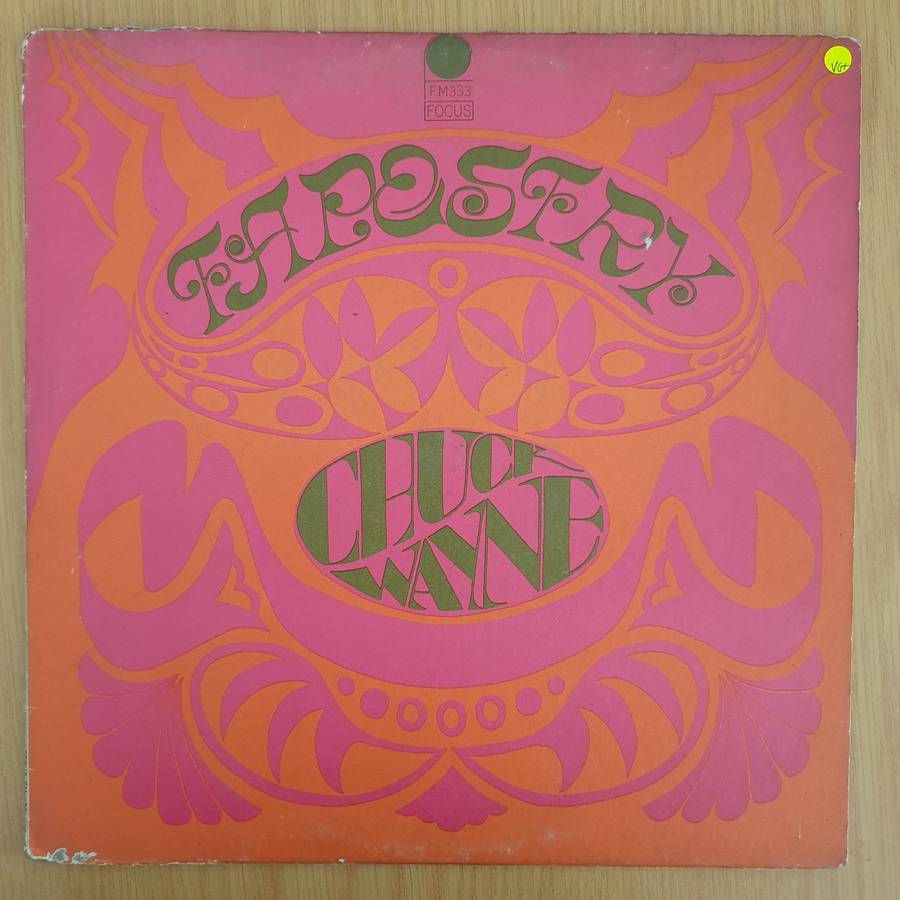 FM333
FOCUS
VG+
TAPESTRY
CHUCK
WAYNE